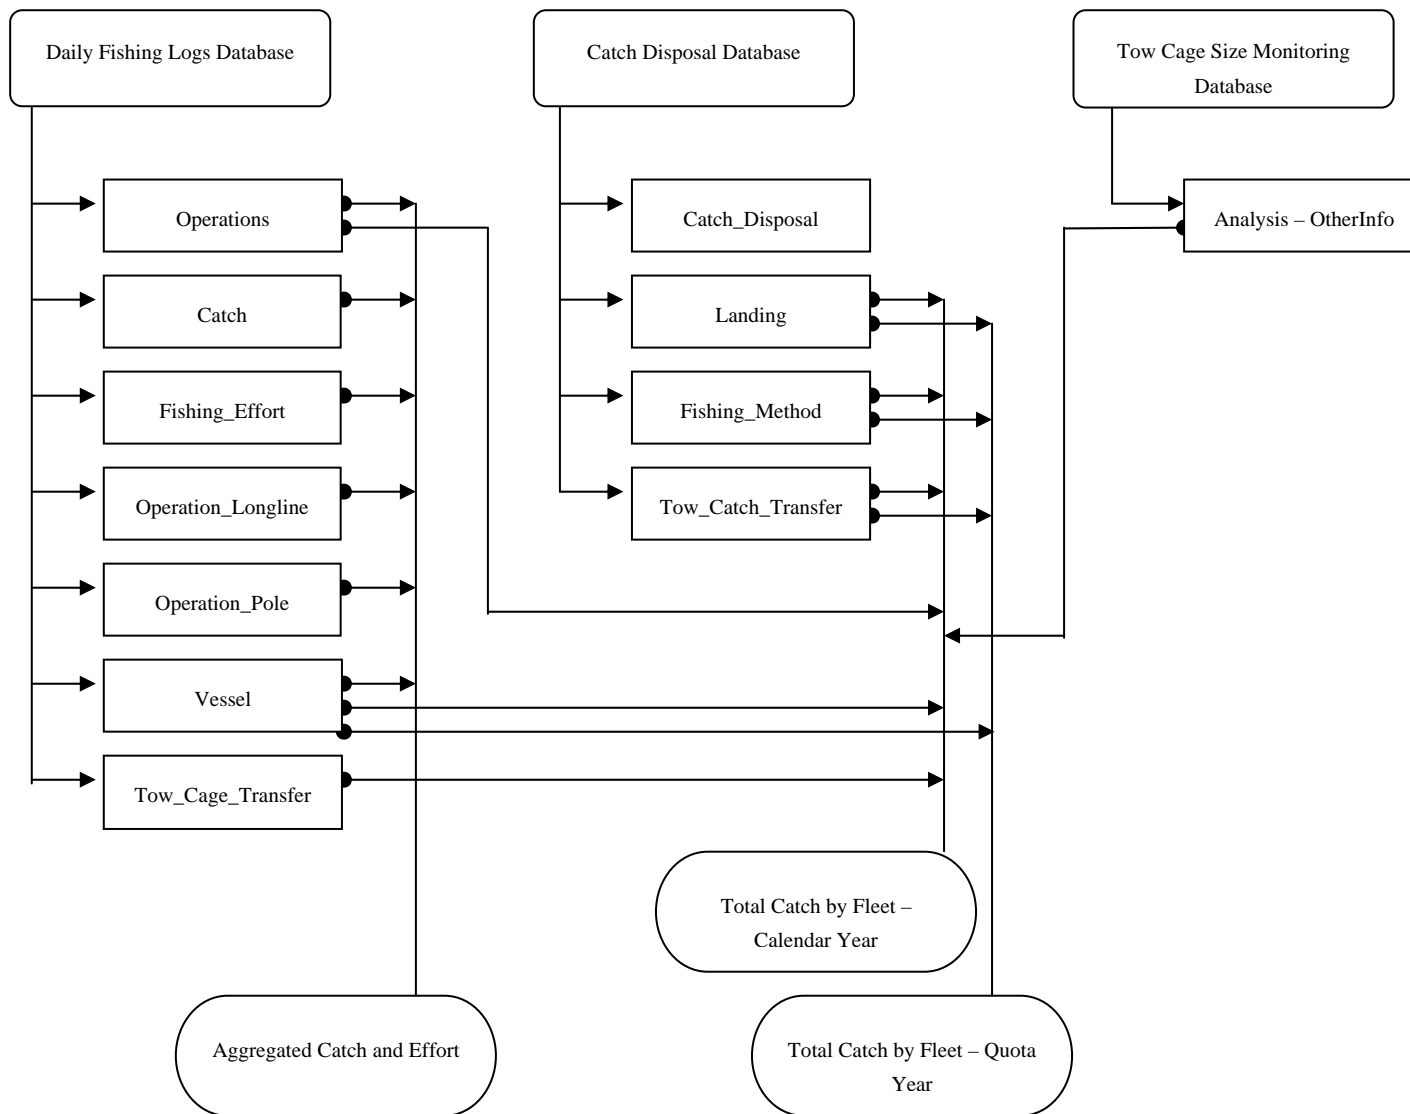 Daily Fishing Logs Database
Catch Disposal Database
Tow Cage Size Monitoring
Database
Operations
Catch
Fishing_Effort
Operation_Longline
Operation_Pole
Vessel
Tow_Cage_Transfer
Catch_Disposal
Landing
Fishing_Method
Tow_Catch_Transfer
Analysis – OtherInfo
Total Catch by Fleet –
Calendar Year
Aggregated Catch and Effort
Total Catch by Fleet – Quota
Year